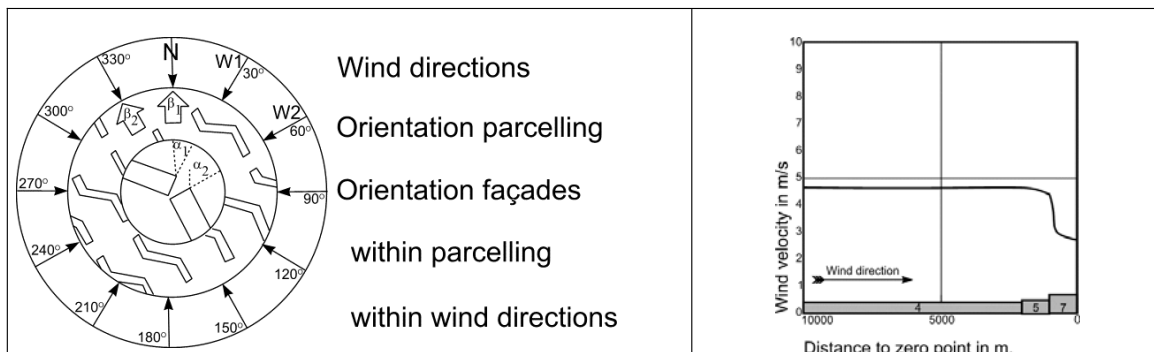 N
330°
W1
30°
300°
W2
60°
β2
β1
α1
α2
270°
90°
240°
120°
210°
150°
180°
Wind directions
Orientation parcelling
Orientation façades
within parcelling
within wind directions
10
9
8
7
6
5
4
3
2
1
0
Wind velocity in m/s
Wind direction
4
5
7
10000
5000
0
Distance to zero point in m.